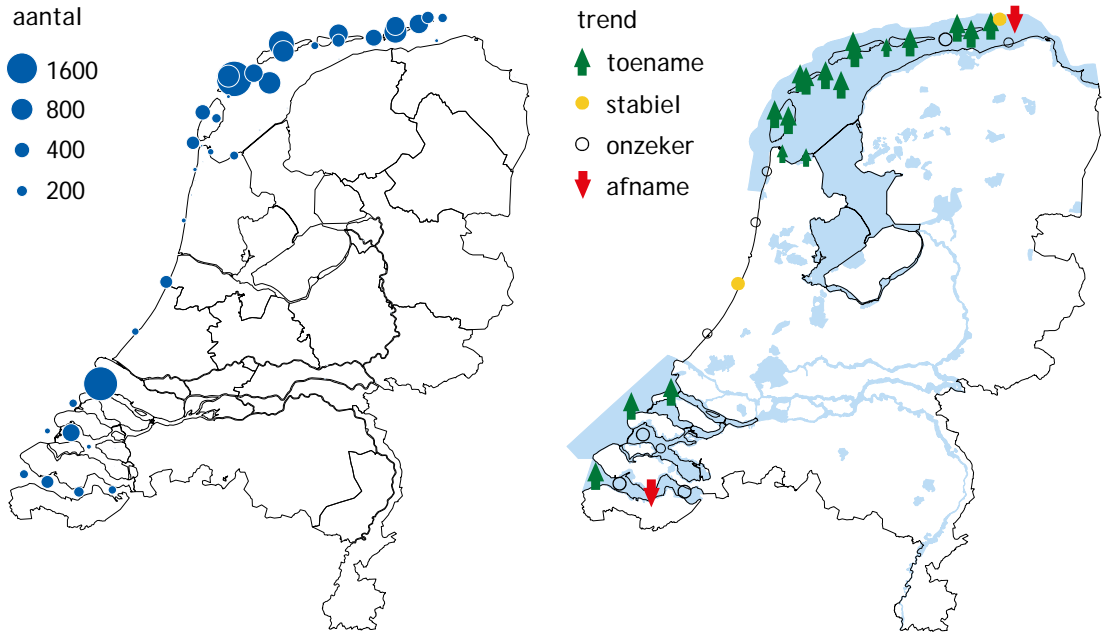 aantal
1600
800
400
200
trend
toename
stabiel
onzeker
afname